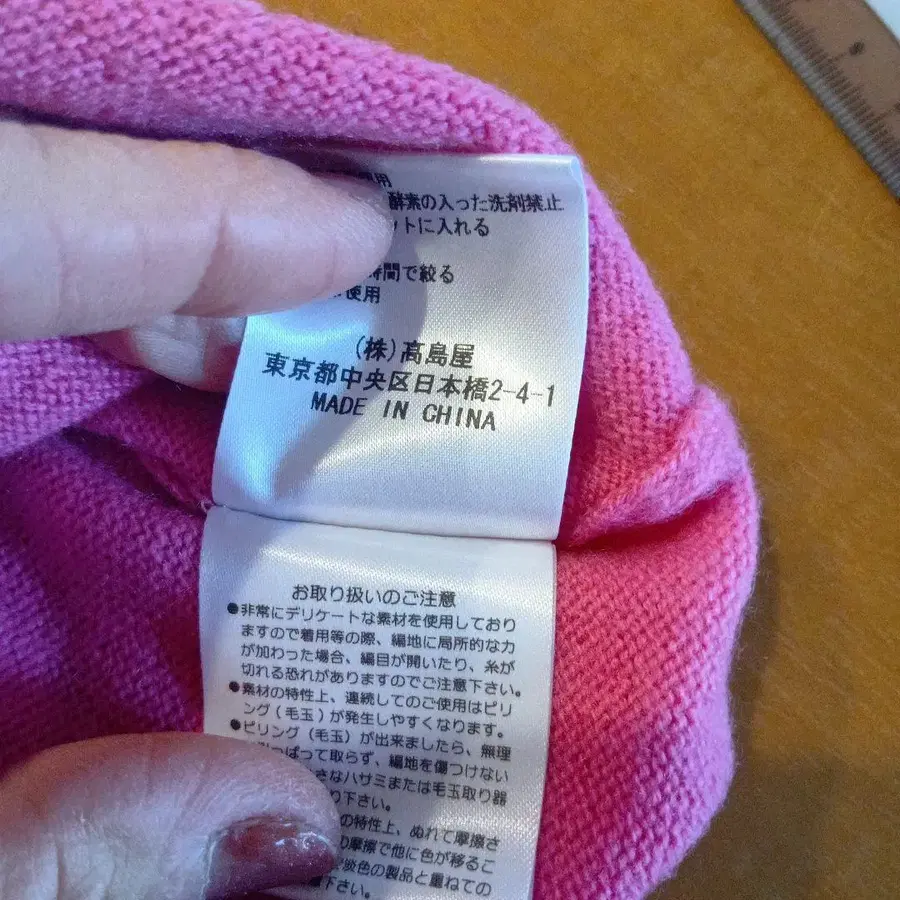 用
酵素の入った洗剤禁止
ットに入れる
時間で絞る
使用
(株)髙島屋
東京都中央区日本橋2-4-1
MADE IN CHINA
お取り扱いのご注意
●非常にデリケートな素材を使用しており
ますので着用等の際、編地に局所的な力
が加わった場合、編目が開いたり、糸が
切れる恐れがありますのでご注意下さい。
●素材の特性上、連続してのご使用はピリ
ング(毛玉)が発生しやすくなります。
●ピリング(毛玉)が出来ましたら、無理
っぱって取らず、編地を傷つけない
さなハサミまたは毛玉取り器
り下さい。
の特性上、ぬれて摩擦さ
の摩擦で他に色が移るこ
淡色の製品と重ねての
下さい。